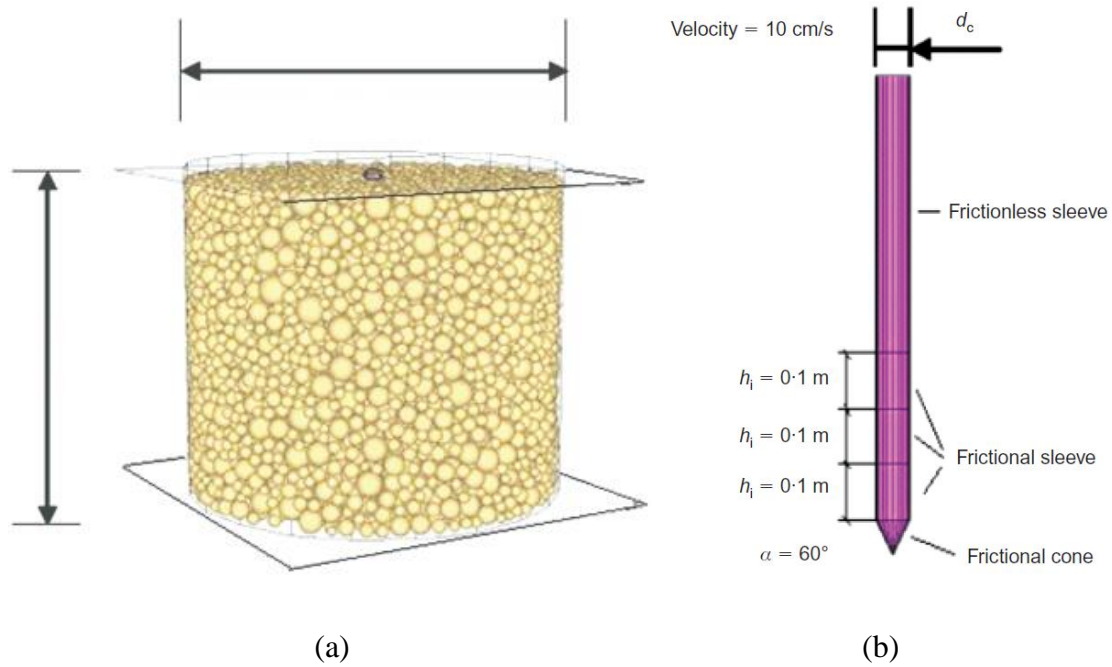 Velocity = 10 cm/s
d_c
Frictionless sleeve
h_i = 0·1 m
h_i = 0·1 m
Frictional sleeve
h_i = 0·1 m
α = 60°
Frictional cone
(a)
(b)